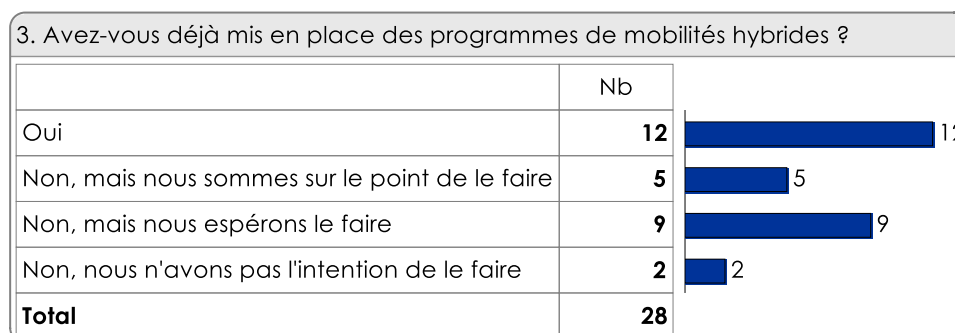 3. Avez-vous déjà mis en place des programmes de mobilités hybrides ?
Nb
Oui 12 12
Non, mais nous sommes sur le point de le faire 5 5
Non, mais nous espérons le faire 9 9
Non, nous n'avons pas l'intention de le faire 2 2
Total 28